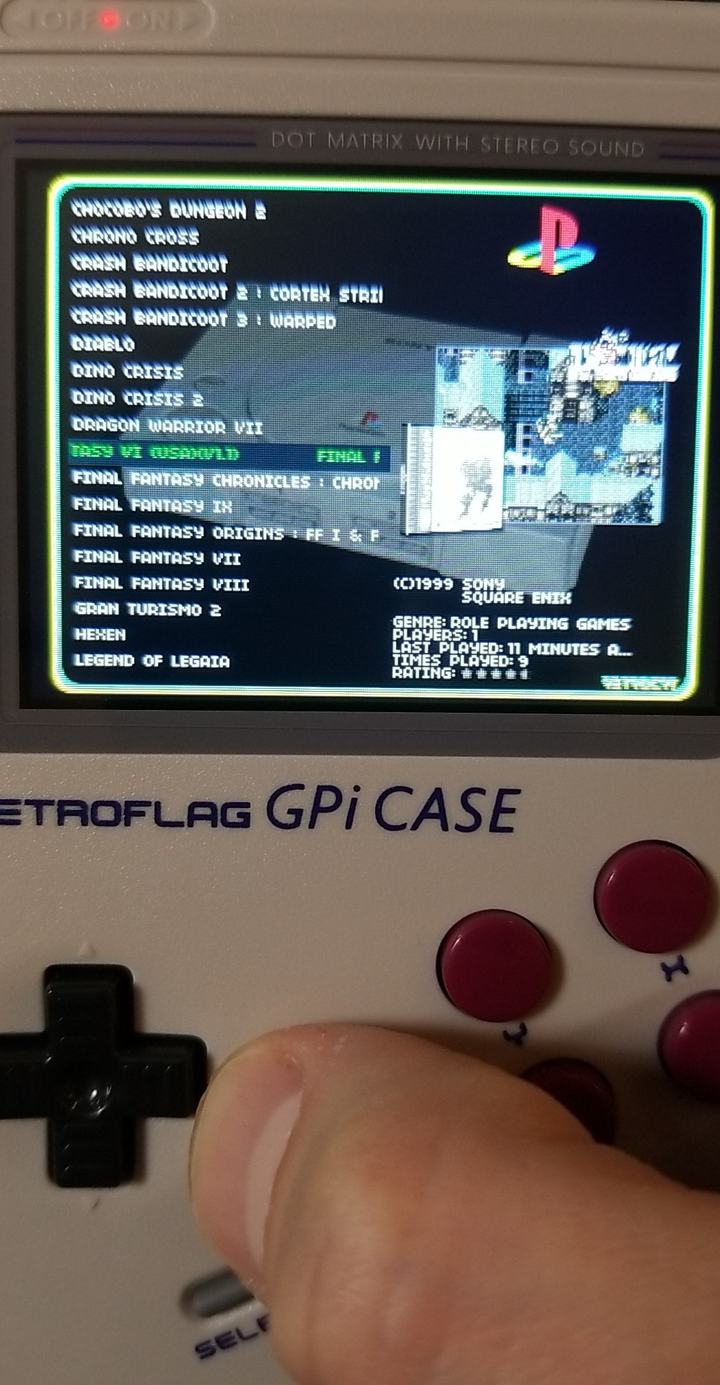 OFF ON
DOT MATRIX WITH STEREO SOUND
CHOCOBO'S DUNGEON 2
CHRONO CROSS
CRASH BANDICOOT
CRASH BANDICOOT 2 : CORTEX STRI
CRASH BANDICOOT 3 : WARPED
DIABLO
DINO CRISIS
DINO CRISIS 2
DRAGON WARRIOR VII
TASY VI (USA)(V1.1) FINAL F
FINAL FANTASY CHRONICLES : CHRO
FINAL FANTASY IX
FINAL FANTASY ORIGINS : FF I & F
FINAL FANTASY VII
FINAL FANTASY VIII
GRAN TURISMO 2
HEXEN
LEGEND OF LEGAIA
(C)1999 SONY
SQUARE ENIX
GENRE: ROLE PLAYING GAMES
PLAYERS: 1
LAST PLAYED: 11 MINUTES A...
TIMES PLAYED: 9
RATING:
ETROFLAG GPi CASE
X
Y
SELE